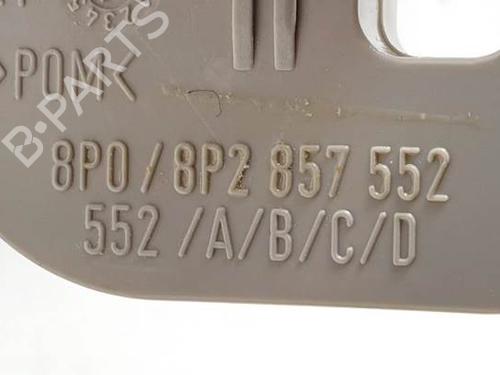 >POM<
8P0 / 8P2 857 552
552 /A/B/C/D
B-PARTS